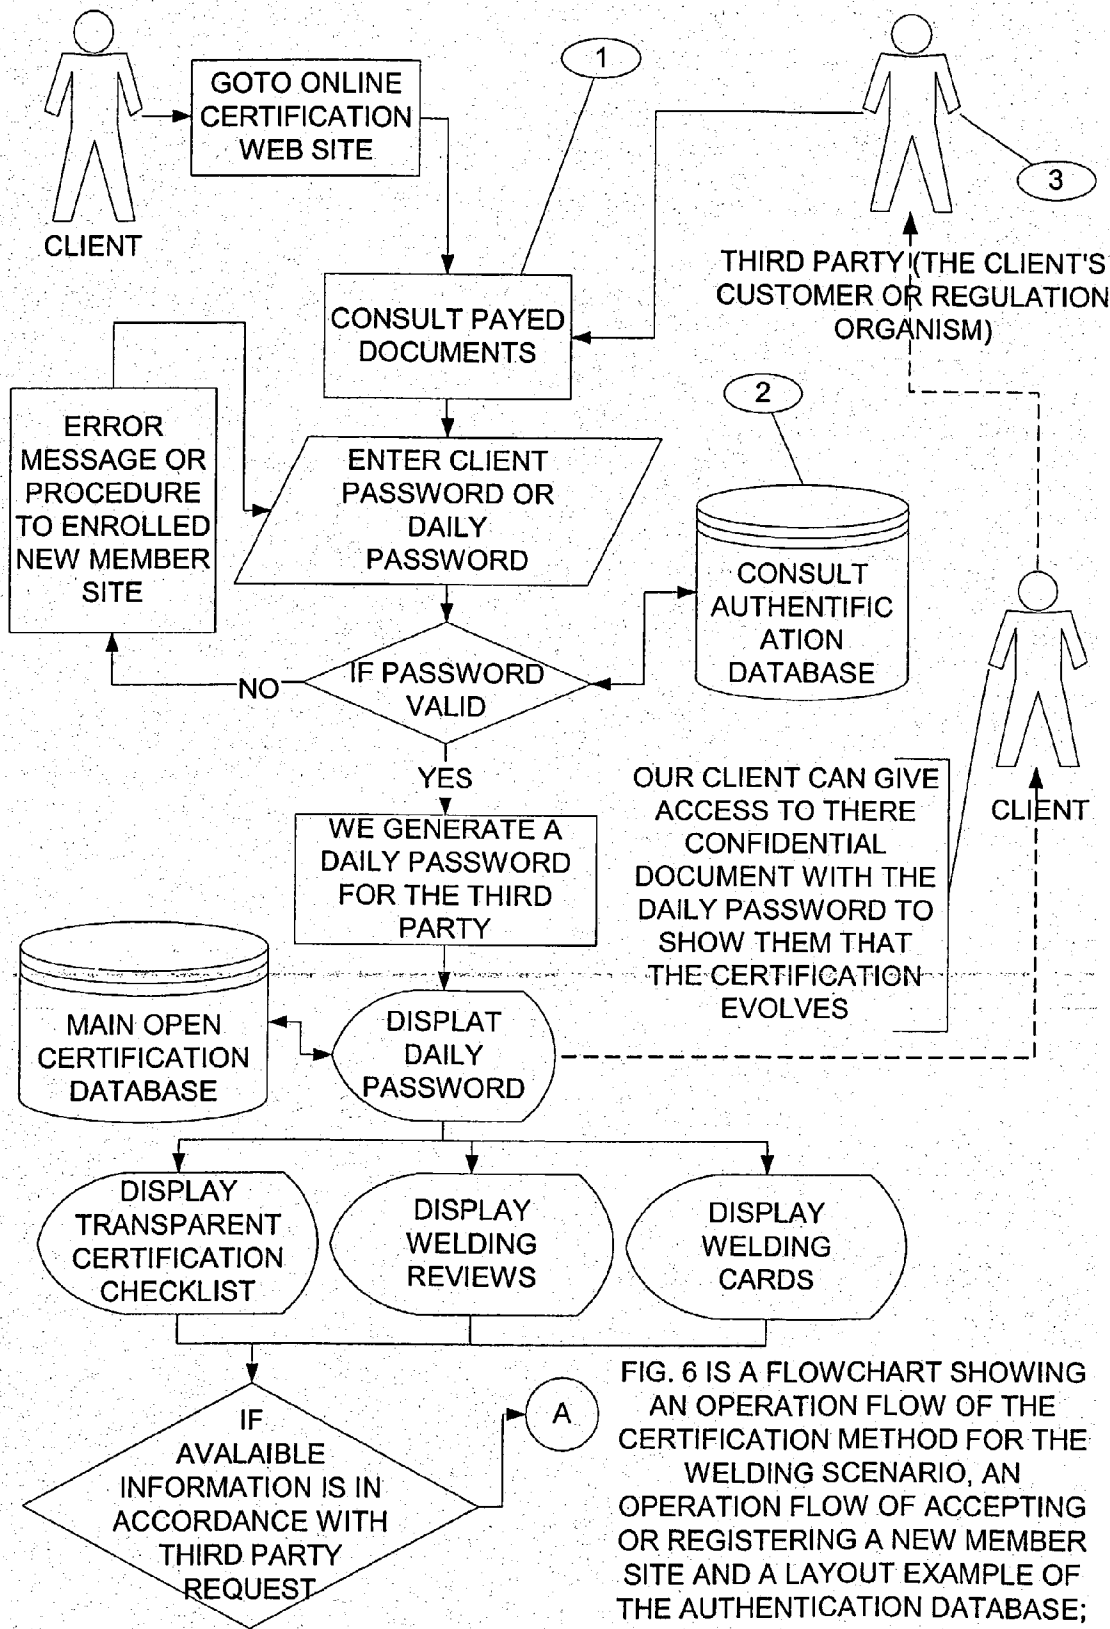 GOTO ONLINE
CERTIFICATION
WEB SITE
1
3
CLIENT
THIRD PARTY (THE CLIENT'S
CUSTOMER OR REGULATION
ORGANISM)
CONSULT PAYED
DOCUMENTS
2
ERROR
MESSAGE OR
PROCEDURE
TO ENROLLED
NEW MEMBER
SITE
ENTER CLIENT
PASSWORD OR
DAILY
PASSWORD
CONSULT
AUTHENTIFIC
ATION
DATABASE
IF PASSWORD
VALID
NO
YES
CLIENT
OUR CLIENT CAN GIVE
ACCESS TO THERE
CONFIDENTIAL
DOCUMENT WITH THE
DAILY PASSWORD TO
SHOW THEM THAT
THE CERTIFICATION
EVOLVES
WE GENERATE A
DAILY PASSWORD
FOR THE THIRD
PARTY
MAIN OPEN
CERTIFICATION
DATABASE
DISPLAT
DAILY
PASSWORD
DISPLAY
TRANSPARENT
CERTIFICATION
CHECKLIST
DISPLAY
WELDING
REVIEWS
DISPLAY
WELDING
CARDS
IF
AVALAIBLE
INFORMATION IS IN
ACCORDANCE WITH
THIRD PARTY
REQUEST
A
FIG. 6 IS A FLOWCHART SHOWING
AN OPERATION FLOW OF THE
CERTIFICATION METHOD FOR THE
WELDING SCENARIO, AN
OPERATION FLOW OF ACCEPTING
OR REGISTERING A NEW MEMBER
SITE AND A LAYOUT EXAMPLE OF
THE AUTHENTICATION DATABASE;